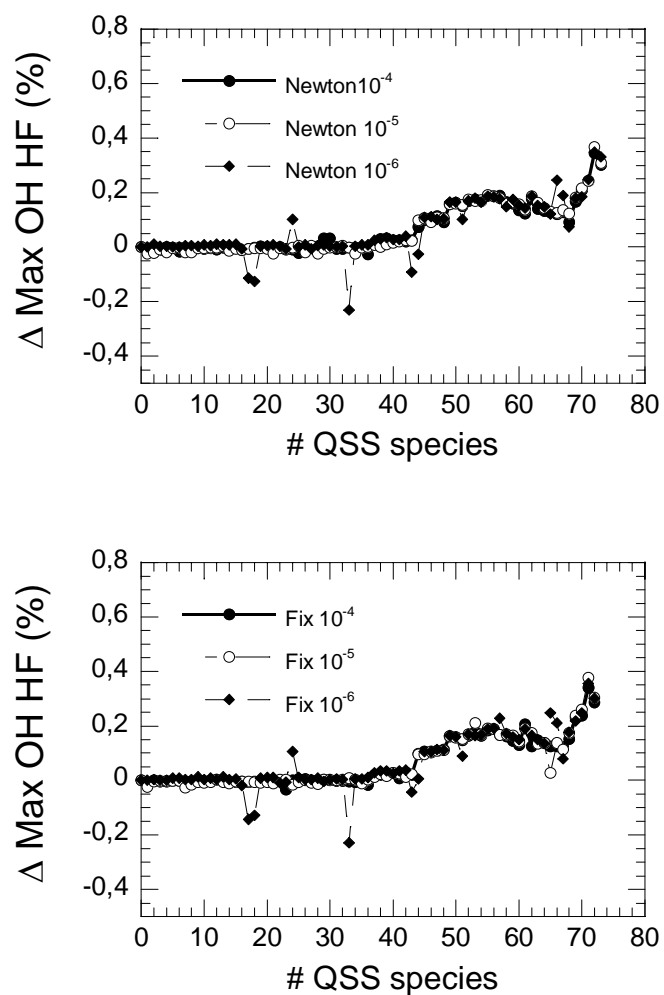 0,8
0,6
0,4
0,2
0
-0,2
-0,4
Δ Max OH HF (%)
Newton10-4
Newton 10-5
Newton 10-6
0 10 20 30 40 50 60 70 80
# QSS species
0,8
0,6
0,4
0,2
0
-0,2
-0,4
Δ Max OH HF (%)
Fix 10-4
Fix 10-5
Fix 10-6
0 10 20 30 40 50 60 70 80
# QSS species